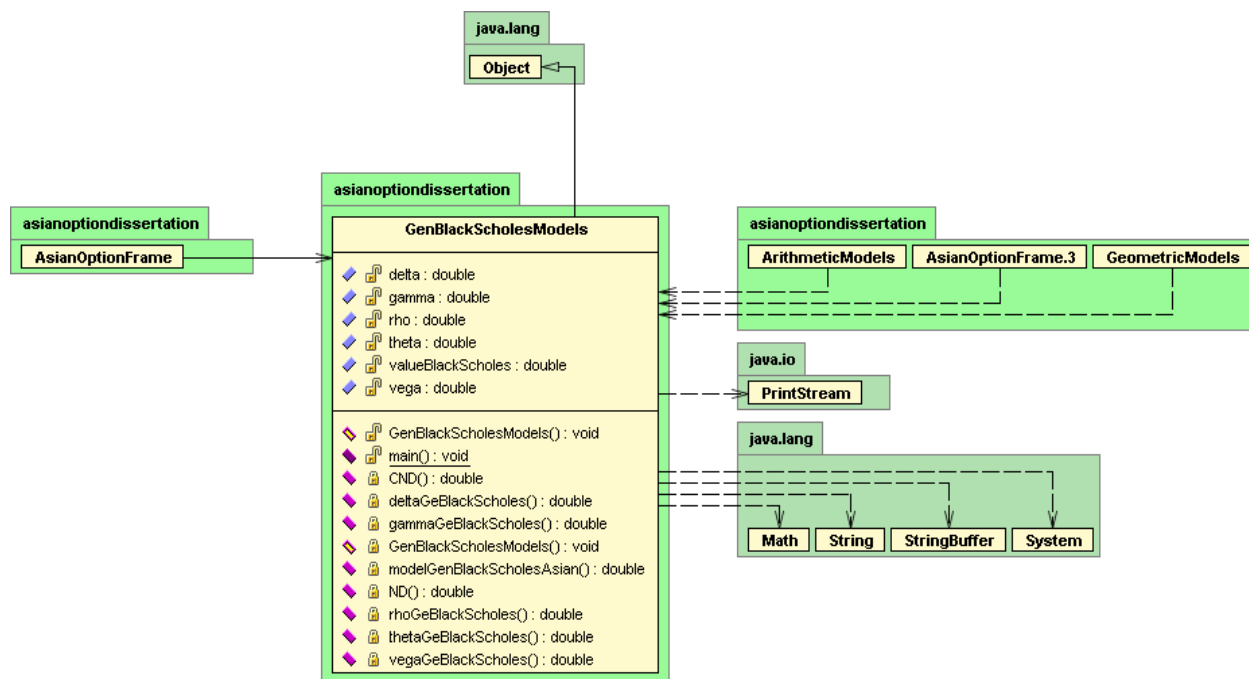 java.lang
Object
asianoptiondissertation
AsianOptionFrame
asianoptiondissertation
GenBlackScholesModels
delta : double
gamma : double
rho : double
theta : double
valueBlackScholes : double
vega : double
GenBlackScholesModels() : void
main() : void
CND() : double
deltaGeBlackScholes() : double
gammaGeBlackScholes() : double
GenBlackScholesModels() : void
modelGenBlackScholesAsian() : double
ND() : double
rhoGeBlackScholes() : double
thetaGeBlackScholes() : double
vegaGeBlackScholes() : double
asianoptiondissertation
ArithmeticModels AsianOptionFrame.3 GeometricModels
java.io
PrintStream
java.lang
Math String StringBuffer System